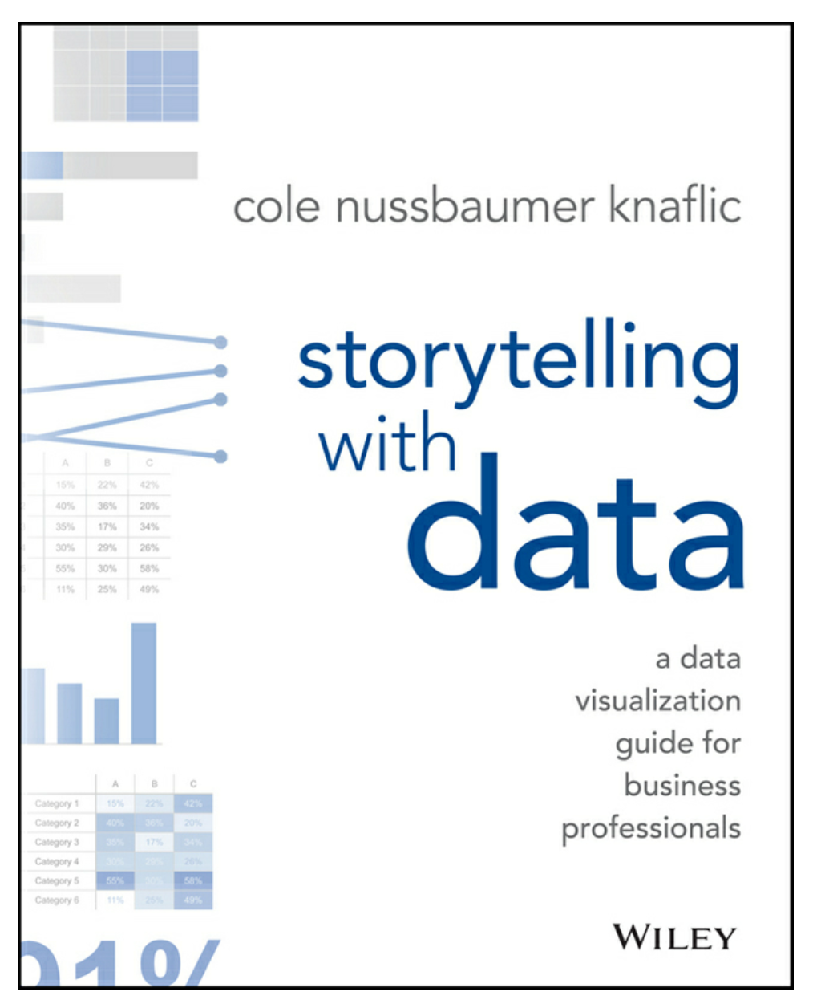 cole nussbaumer knaflic
storytelling
with
data
a data
visualization
guide for
business
professionals
WILEY
A B C
15% 22% 42%
40% 36% 20%
35% 17% 34%
30% 29% 26%
55% 30% 58%
11% 25% 49%
A B C
Category 1 15% 22% 42%
Category 2 40% 36% 20%
Category 3 35% 17% 34%
Category 4 30% 29% 26%
Category 5 55% 30% 58%
Category 6 11% 25% 49%
91%